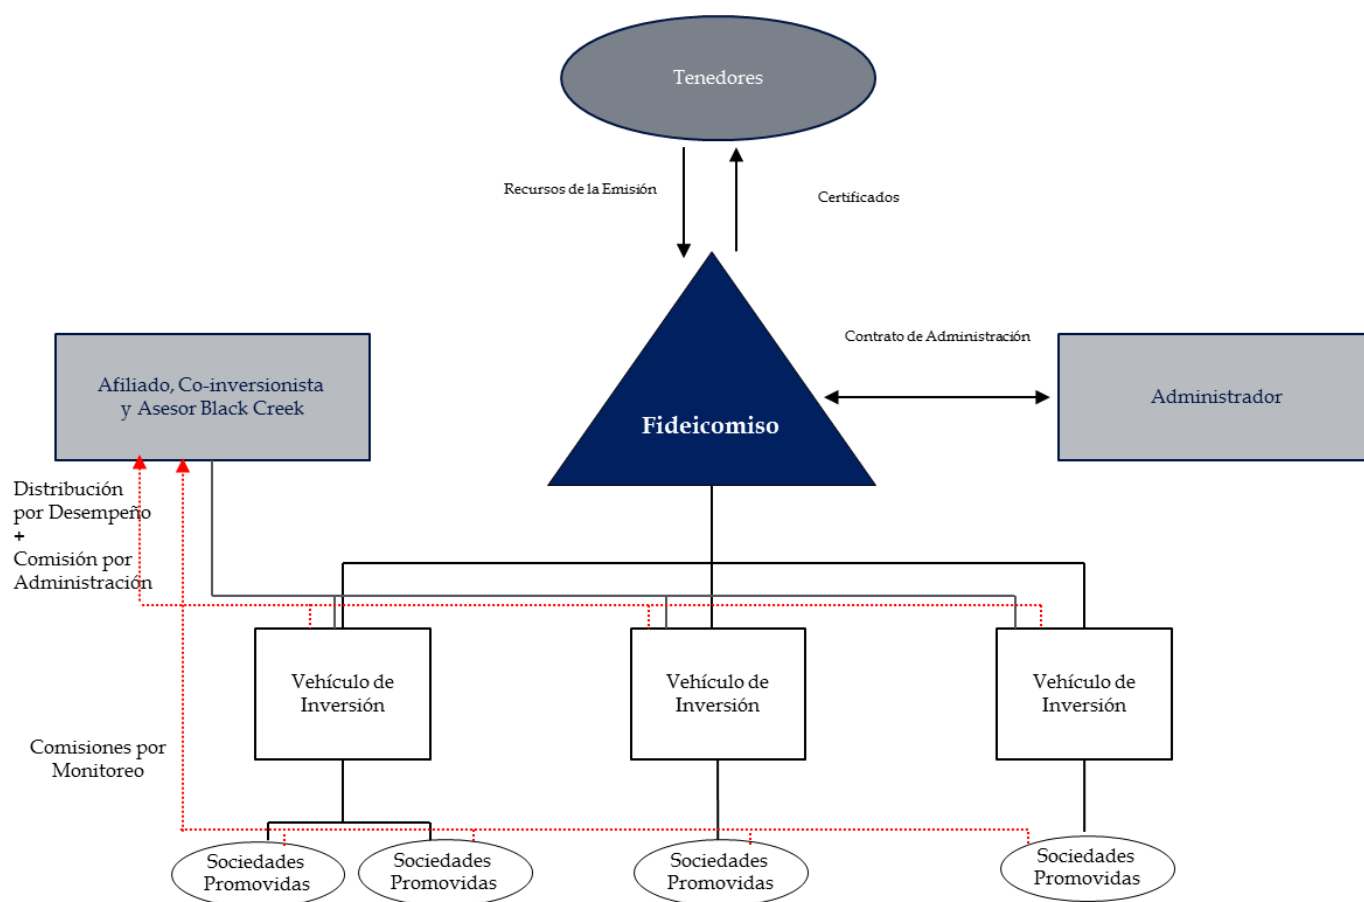 Tenedores
Recursos de la Emisión
Certificados
Contrato de Administración
Afiliado, Co-inversionista
y Asesor Black Creek
Administrador
Fideicomiso
Distribución
por Desempeño
+
Comisión por
Administración
Vehículo de
Inversión
Vehículo de
Inversión
Vehículo de
Inversión
Comisiones por
Monitoreo
Sociedades
Promovidas
Sociedades
Promovidas
Sociedades
Promovidas
Sociedades
Promovidas